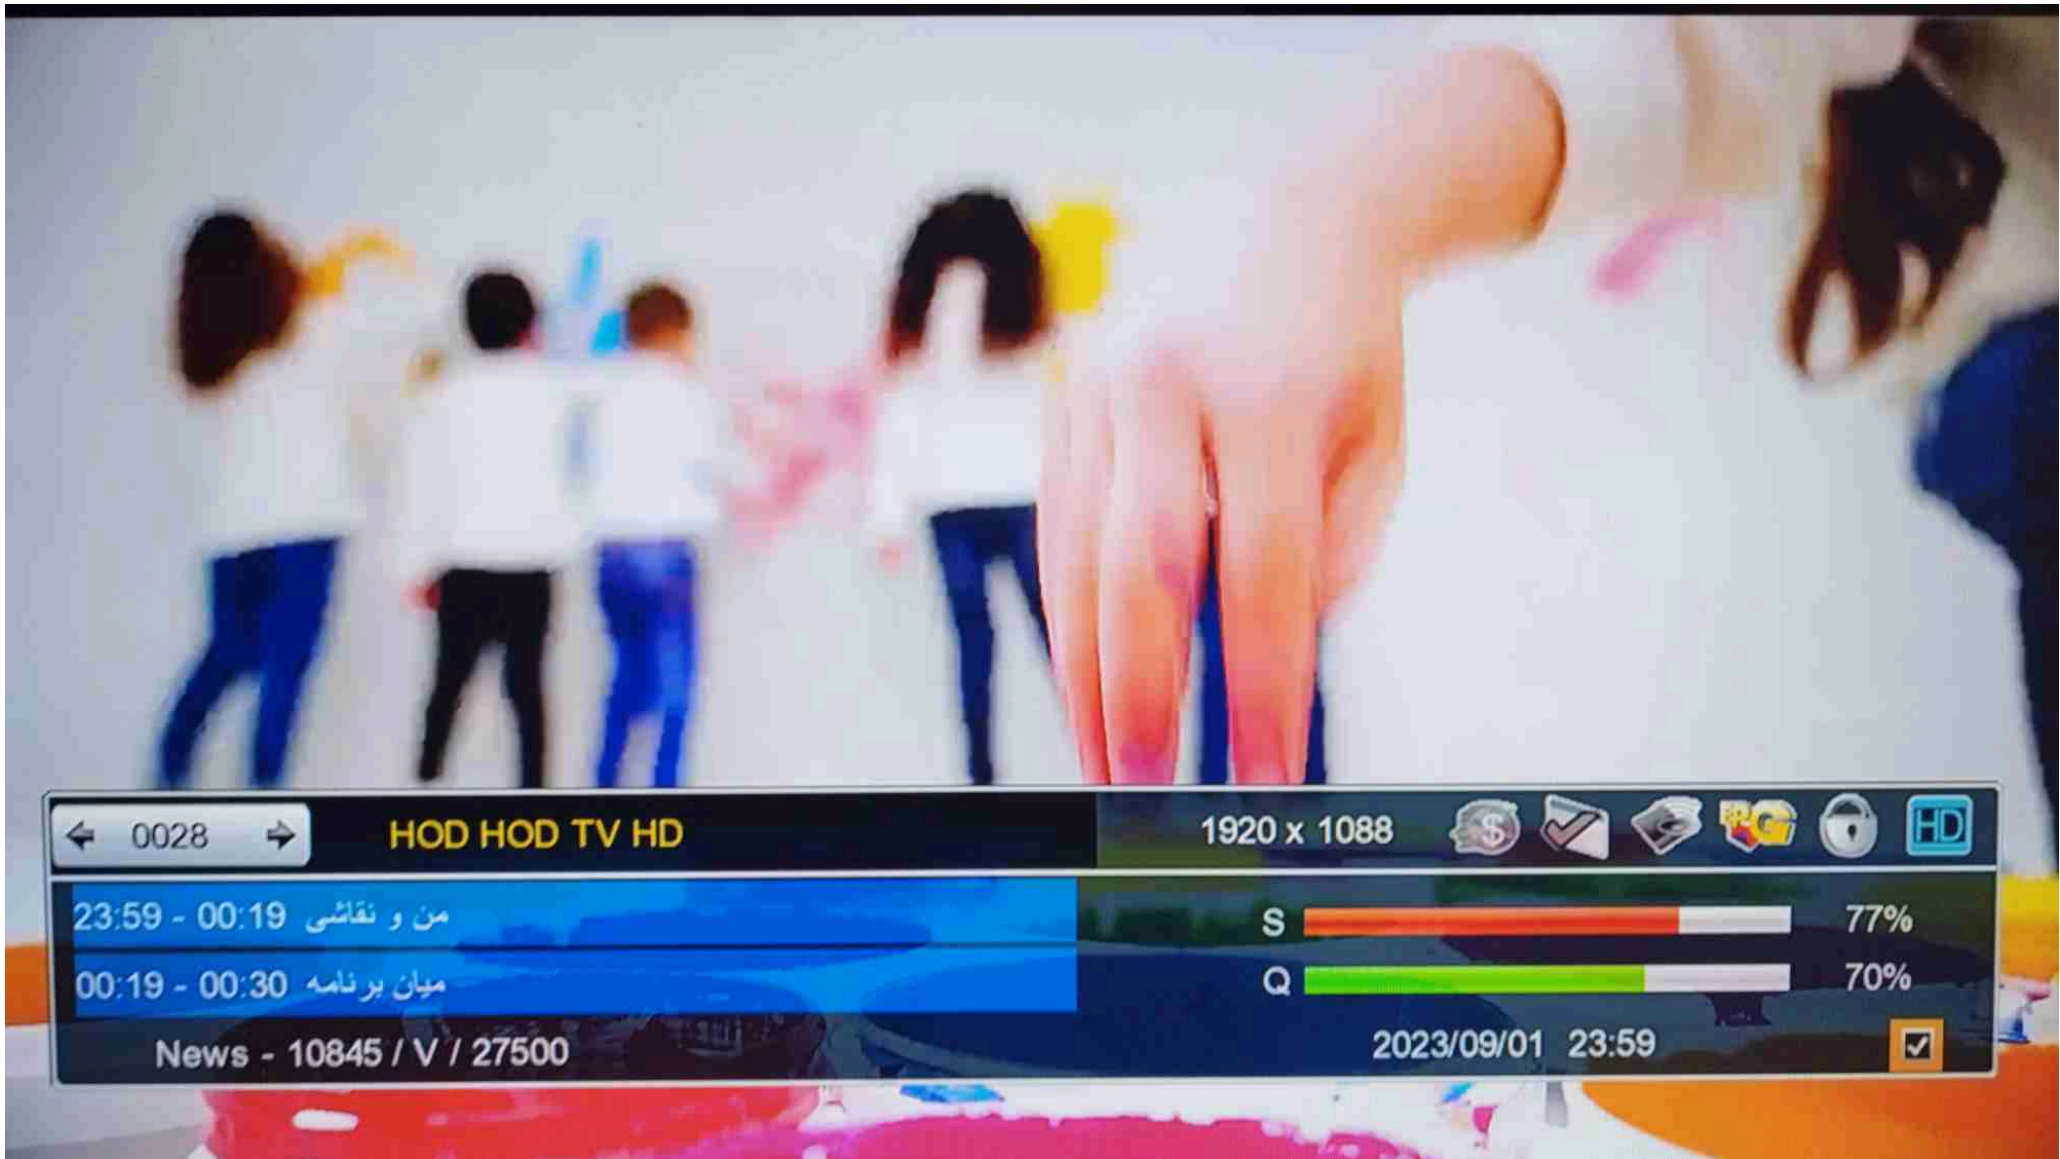 0028 HOD HOD TV HD 1920 x 1088 $ EPG HD
23:59 - 00:19 من و نقاشی S 77%
00:19 - 00:30 میان برنامه Q 70%
News - 10845 / V / 27500 2023/09/01 23:59